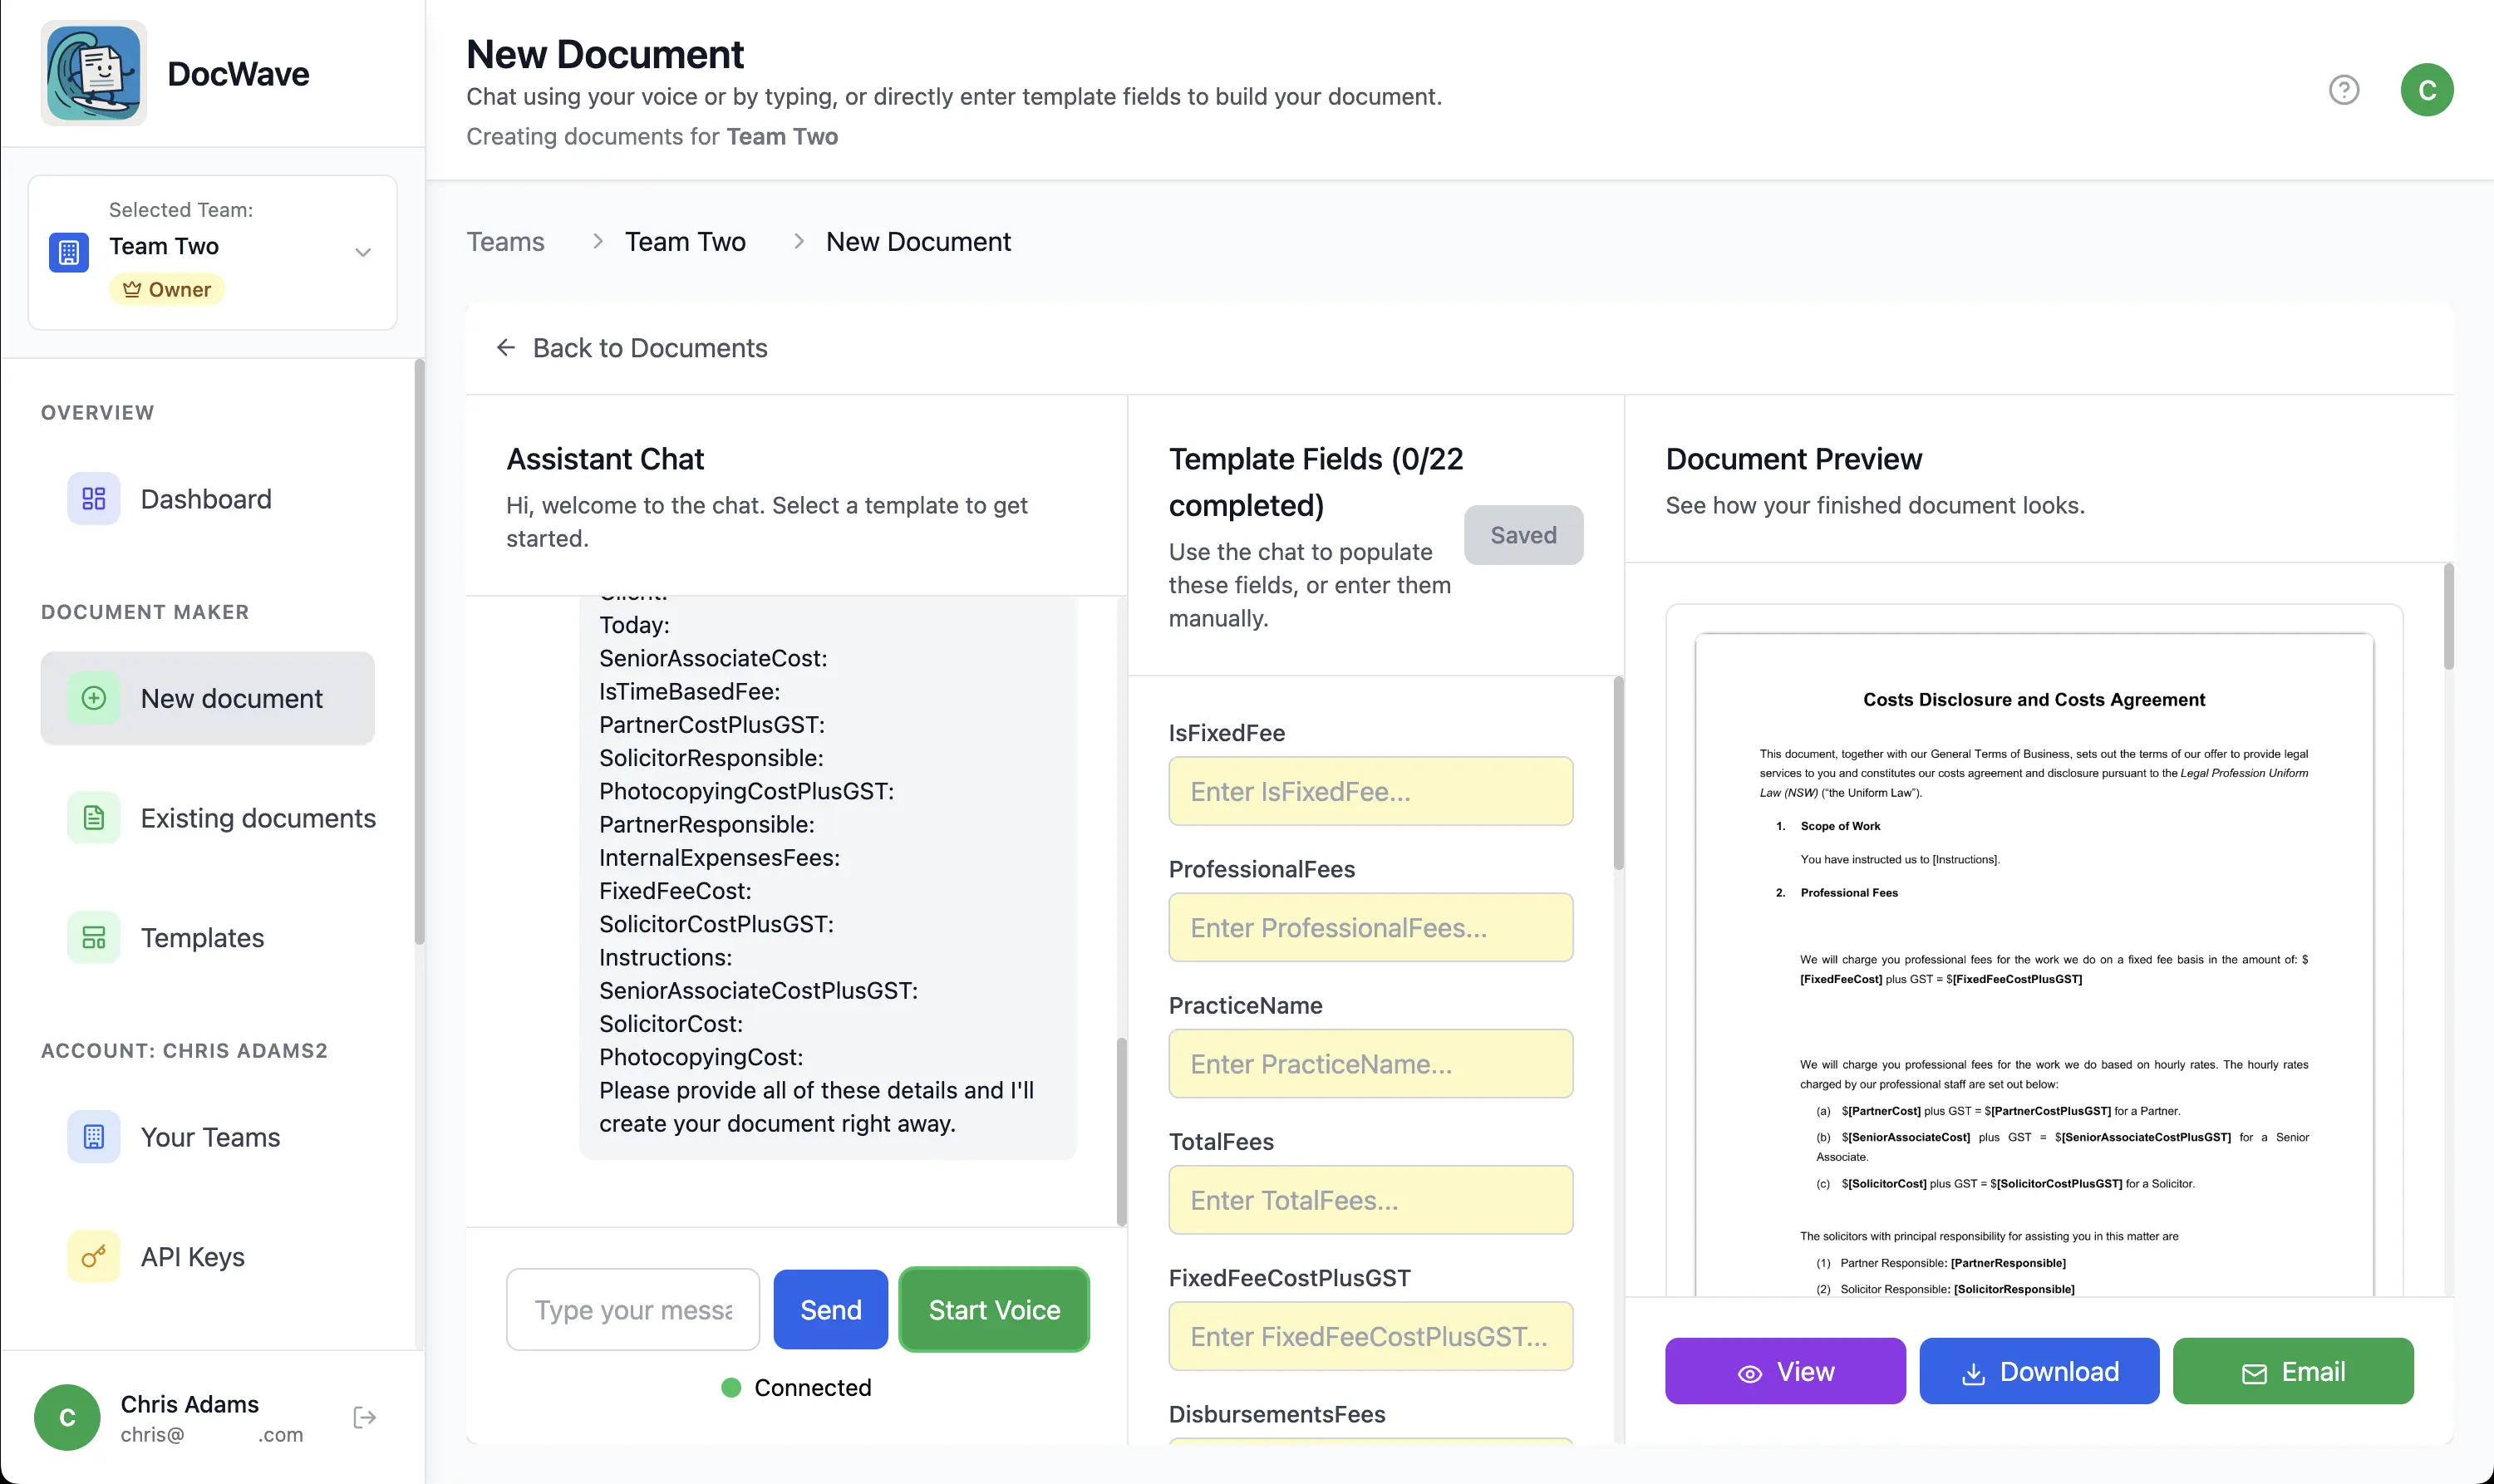 DocWave
Selected Team:
Team Two
Owner
OVERVIEW
Dashboard
DOCUMENT MAKER
New document
Existing documents
Templates
ACCOUNT: CHRIS ADAMS2
Your Teams
API Keys
C
Chris Adams
chris@ .com
New Document
Chat using your voice or by typing, or directly enter template fields to build your document.
Creating documents for Team Two
?
C
Teams > Team Two > New Document
← Back to Documents
Assistant Chat
Hi, welcome to the chat. Select a template to get
started.
Client:
Today:
SeniorAssociateCost:
IsTimeBasedFee:
PartnerCostPlusGST:
SolicitorResponsible:
PhotocopyingCostPlusGST:
PartnerResponsible:
InternalExpensesFees:
FixedFeeCost:
SolicitorCostPlusGST:
Instructions:
SeniorAssociateCostPlusGST:
SolicitorCost:
PhotocopyingCost:
Please provide all of these details and I'll
create your document right away.
Type your messa
Send
Start Voice
Connected
Template Fields (0/22
completed)
Use the chat to populate
these fields, or enter them
manually.
Saved
IsFixedFee
Enter IsFixedFee...
ProfessionalFees
Enter ProfessionalFees...
PracticeName
Enter PracticeName...
TotalFees
Enter TotalFees...
FixedFeeCostPlusGST
Enter FixedFeeCostPlusGST...
DisbursementsFees
Document Preview
See how your finished document looks.
Costs Disclosure and Costs Agreement
This document, together with our General Terms of Business, sets out the terms of our offer to provide legal
services to you and constitutes our costs agreement and disclosure pursuant to the Legal Profession Uniform
Law (NSW) (“the Uniform Law”).
1. Scope of Work
You have instructed us to [Instructions].
2. Professional Fees
We will charge you professional fees for the work we do on a fixed fee basis in the amount of: $
[FixedFeeCost] plus GST = $[FixedFeeCostPlusGST]
We will charge you professional fees for the work we do based on hourly rates. The hourly rates
charged by our professional staff are set out below:
(a) $[PartnerCost] plus GST = $[PartnerCostPlusGST] for a Partner.
(b) $[SeniorAssociateCost] plus GST = $[SeniorAssociateCostPlusGST] for a Senior
Associate.
(c) $[SolicitorCost] plus GST = $[SolicitorCostPlusGST] for a Solicitor.
The solicitors with principal responsibility for assisting you in this matter are
(1) Partner Responsible: [PartnerResponsible]
(2) Solicitor Responsible: [SolicitorResponsible]
View
Download
Email